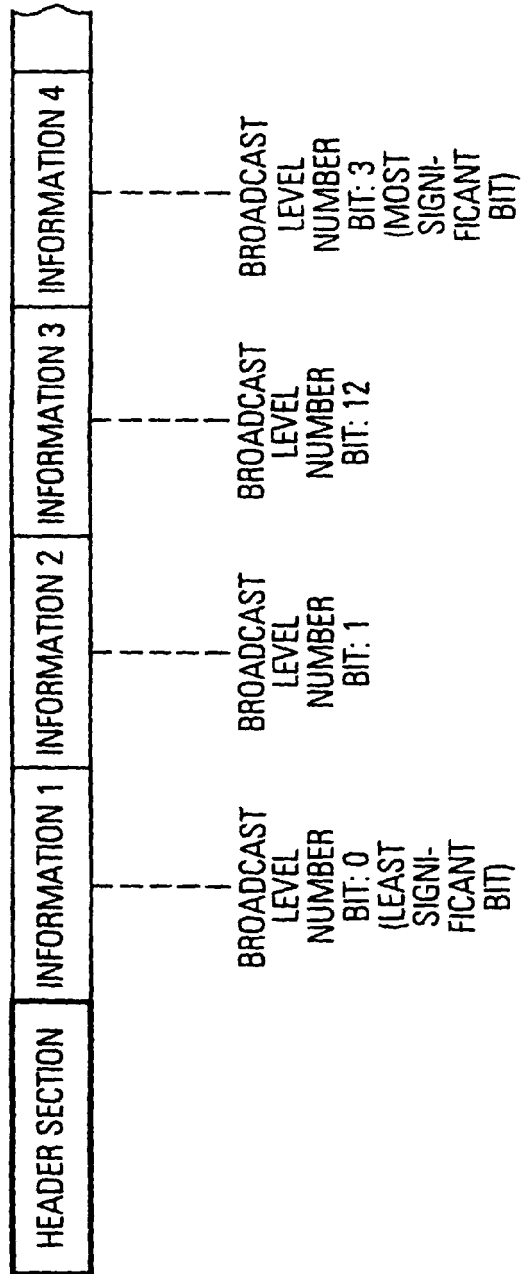 HEADER SECTION
INFORMATION 1
INFORMATION 2
INFORMATION 3
INFORMATION 4
BROADCAST
LEVEL
NUMBER
BIT: 0
(LEAST
SIGNI-
FICANT
BIT)
BROADCAST
LEVEL
NUMBER
BIT: 1
BROADCAST
LEVEL
NUMBER
BIT: 12
BROADCAST
LEVEL
NUMBER
BIT: 3
(MOST
SIGNI-
FICANT
BIT)